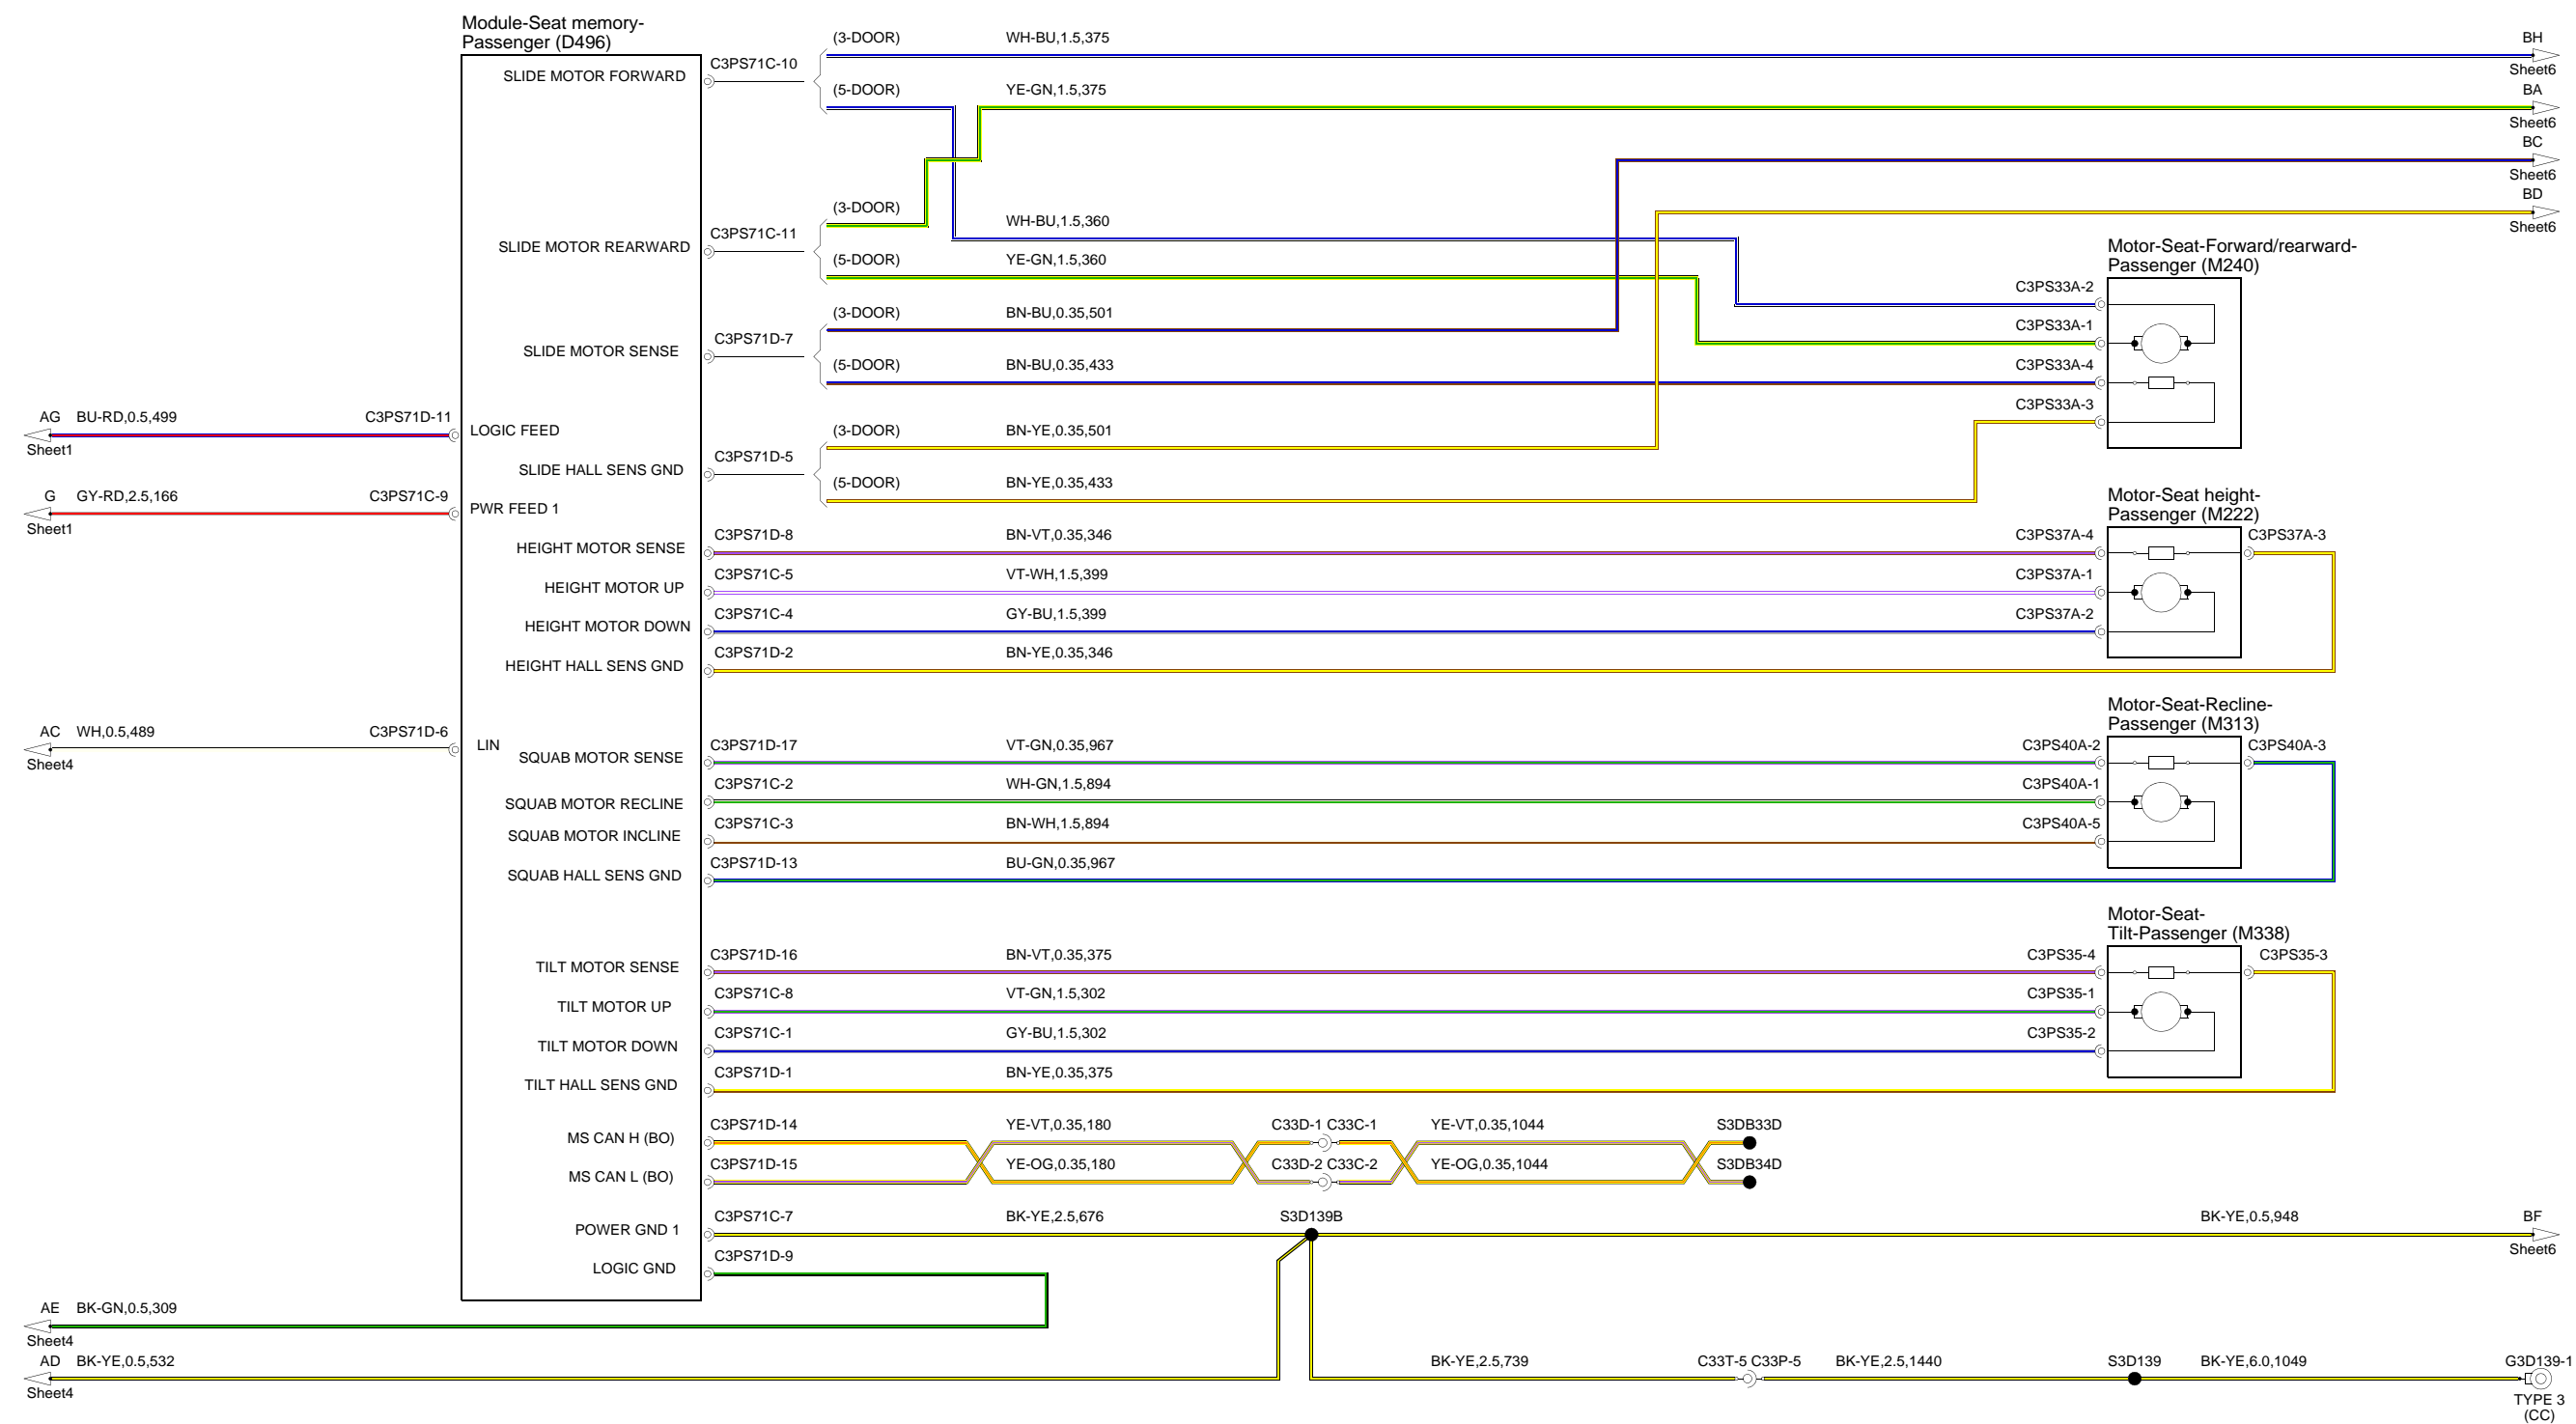 Module-Seat memory-
Passenger (D496)
SLIDE MOTOR FORWARD
C3PS71C-10
(3-DOOR)
WH-BU,1.5,375
BH
Sheet6
(5-DOOR)
YE-GN,1.5,375
BA
Sheet6
BC
Sheet6
BD
Sheet6
SLIDE MOTOR REARWARD
C3PS71C-11
(3-DOOR)
WH-BU,1.5,360
(5-DOOR)
YE-GN,1.5,360
Motor-Seat-Forward/rearward-
Passenger (M240)
C3PS33A-2
C3PS33A-1
C3PS33A-4
C3PS33A-3
SLIDE MOTOR SENSE
C3PS71D-7
(3-DOOR)
BN-BU,0.35,501
(5-DOOR)
BN-BU,0.35,433
AG
BU-RD,0.5,499
C3PS71D-11
LOGIC FEED
Sheet1
SLIDE HALL SENS GND
C3PS71D-5
(3-DOOR)
BN-YE,0.35,501
(5-DOOR)
BN-YE,0.35,433
G
GY-RD,2.5,166
C3PS71C-9
PWR FEED 1
Sheet1
Motor-Seat height-
Passenger (M222)
HEIGHT MOTOR SENSE
C3PS71D-8
BN-VT,0.35,346
C3PS37A-4
C3PS37A-3
HEIGHT MOTOR UP
C3PS71C-5
VT-WH,1.5,399
C3PS37A-1
HEIGHT MOTOR DOWN
C3PS71C-4
GY-BU,1.5,399
C3PS37A-2
HEIGHT HALL SENS GND
C3PS71D-2
BN-YE,0.35,346
AC
WH,0.5,489
C3PS71D-6
LIN
Sheet4
Motor-Seat-Recline-
Passenger (M313)
SQUAB MOTOR SENSE
C3PS71D-17
VT-GN,0.35,967
C3PS40A-2
C3PS40A-3
SQUAB MOTOR RECLINE
C3PS71C-2
WH-GN,1.5,894
C3PS40A-1
SQUAB MOTOR INCLINE
C3PS71C-3
BN-WH,1.5,894
C3PS40A-5
SQUAB HALL SENS GND
C3PS71D-13
BU-GN,0.35,967
Motor-Seat-
Tilt-Passenger (M338)
TILT MOTOR SENSE
C3PS71D-16
BN-VT,0.35,375
C3PS35-4
C3PS35-3
TILT MOTOR UP
C3PS71C-8
VT-GN,1.5,302
C3PS35-1
TILT MOTOR DOWN
C3PS71C-1
GY-BU,1.5,302
C3PS35-2
TILT HALL SENS GND
C3PS71D-1
BN-YE,0.35,375
MS CAN H (BO)
C3PS71D-14
YE-VT,0.35,180
C33D-1 C33C-1
YE-VT,0.35,1044
S3DB33D
MS CAN L (BO)
C3PS71D-15
YE-OG,0.35,180
C33D-2 C33C-2
YE-OG,0.35,1044
S3DB34D
POWER GND 1
C3PS71C-7
BK-YE,2.5,676
S3D139B
BK-YE,0.5,948
BF
Sheet6
LOGIC GND
C3PS71D-9
AE
BK-GN,0.5,309
Sheet4
AD
BK-YE,0.5,532
Sheet4
BK-YE,2.5,739
C33T-5 C33P-5
BK-YE,2.5,1440
S3D139
BK-YE,6.0,1049
G3D139-1
TYPE 3
(CC)